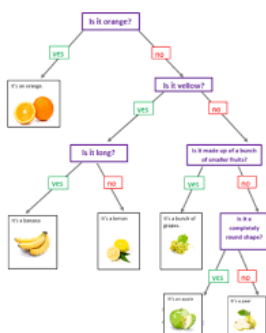 Is it orange?
yes
no
It's an orange.
Is it yellow?
yes
no
Is it long?
Is it made up of a bunch
of smaller fruits?
yes
no
yes
no
It's a banana
It's a lemon
It's a bunch of
grapes.
Is it a
completely
round shape?
yes
no
It's an apple
It's a pear